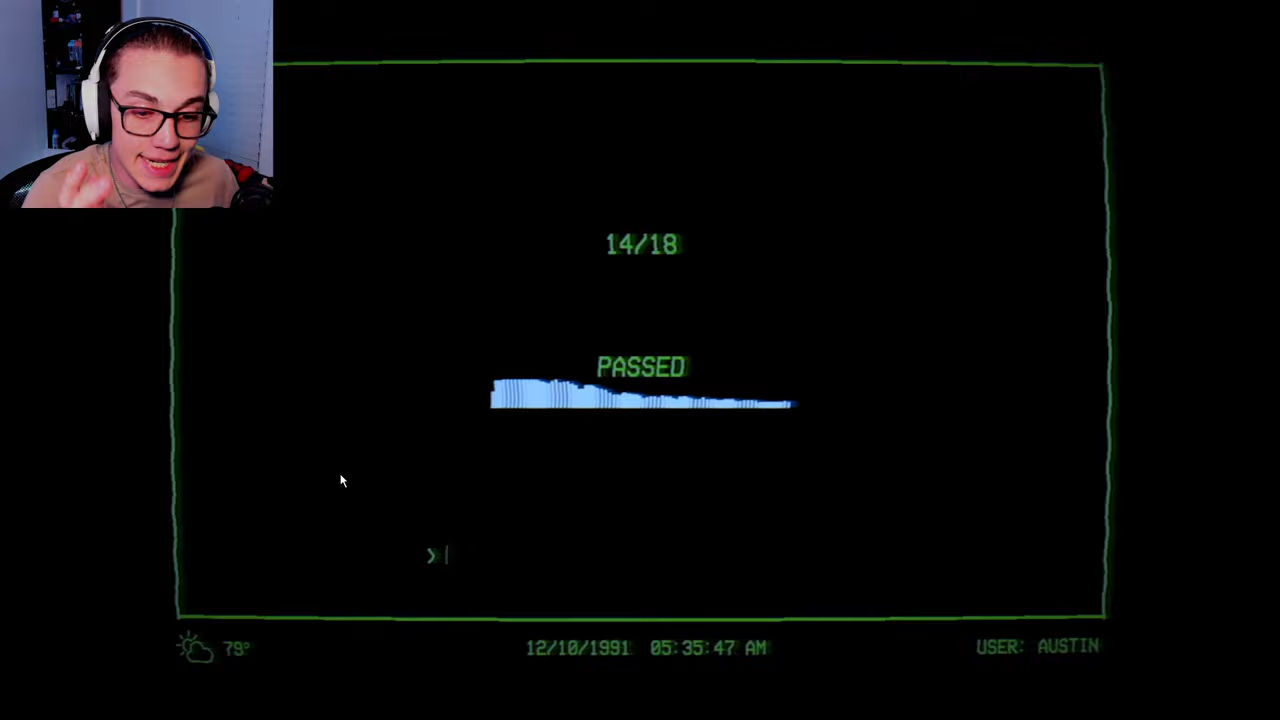 14/18
PASSED
>
79°
12/10/1991 05:35:47 AM
USER: AUSTIN